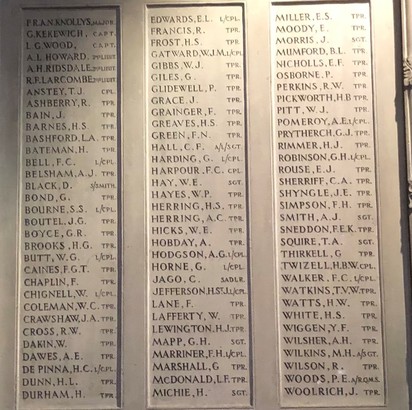 F.R.A.N. KNOLLYS, MAJOR
G. KEKEWICH, CAPT.
L.G. WOOD, CAPT.
A.L. HOWARD,
A.H. RIDSDALE,
R.F. LARCOMBE,
ANSTEY, T.J. CPL.
ASHBERRY, R. TPR.
BAIN, J. TPR.
BARNES, H.S. TPR.
BASHFORD, L.A. TPR.
BATEMAN, H. TPR.
BELL, F.C. L/CPL.
BELSHAM, A.J. TPR.
BLACK, D. S/SMITH.
BOND, G. TPR.
BOURNE, S.S. L/CPL.
BOUTEL, J.G. TPR.
BOYCE, G.R. TPR.
BROOKS, H.G. TPR.
BUTT, W.G. L/CPL.
CAINES, F.G.T. TPR.
CHAPLIN, F. TPR.
CHIGNELL, W. L/CPL.
COLEMAN, W.C. TPR.
CRAWSHAW, J.A. TPR.
CROSS, R.W. TPR.
DAKIN, W. TPR.
DAWES, A.E. TPR.
DE PINNA, H.C. L/CPL.
DUNN, H.L. TPR.
DURHAM, H. TPR.
EDWARDS, E.L. L/CPL.
FRANCIS, R. TPR.
FROST, H.S. TPR.
GATWARD, W.J.M. L/CPL.
GIBBS, W.J. TPR.
GILES, G. TPR.
GLIDEWELL, P. TPR.
GRACE, J. TPR.
GRAINGER, F. TPR.
GREAVES, H.S. TPR.
GREEN, F.N. TPR.
HALL, C.F. A/L/SGT.
HARDING, G. L/CPL.
HARPOUR, F.C. CPL.
HAY, W.E. SGT.
HAYES, W.P. TPR.
HERRING, H.S. TPR.
HERRING, A.C. TPR.
HICKS, W.E. TPR.
HOBDAY, A. TPR.
HODGSON, A.G. L/CPL.
HORNE, G. L/CPL.
JAGO, C. SADLR.
JEFFERSON, L/CPL.
LANE, F. TPR.
LAFFERTY, W. TPR.
LEWINGTON, H.J. TPR.
MAPP, G.H. SGT.
MARRINER, F.H. L/CPL.
MARSHALL, G. TPR.
McDONALD, L.F. TPR.
MICHIE, H. SGT.
MILLER, E.S. TPR.
MOODY, E. TPR.
MORRIS, J. SGT.
MUMFORD, B.L. TPR.
NICHOLLS, E.F. TPR.
OSBORNE, P. TPR.
PERKINS, R.W. TPR.
PICKWORTH, H.B. TPR.
PITT, W.J. TPR.
POMEROY, A.E. L/CPL.
PRYTHERCH, G.J. TPR.
RIMMER, H.J. TPR.
ROBINSON, G.H. L/CPL.
ROUSE, E.J. TPR.
SHERRIFF, C.A. TPR.
SHYNGLE, J.E. TPR.
SIMPSON, F.H. TPR.
SMITH, A.J. SGT.
SNEDDON, F.E.K. TPR.
SQUIRE, T.A. SGT.
THIRKELL, G TPR.
TWIZELL, H.B.W. CPL.
WALKER, F.C. L/CPL.
WATKINS, T.V.W. TPR.
WATTS, H.W. TPR.
WHITE, H.S. TPR.
WIGGEN, Y.F. TPR.
WILSHER, A.H. TPR.
WILKINS, M.H. A/SGT.
WILSON, R. TPR.
WOODS, P.E. A/R.Q.M.S.
WOOLRICH, J. TPR.